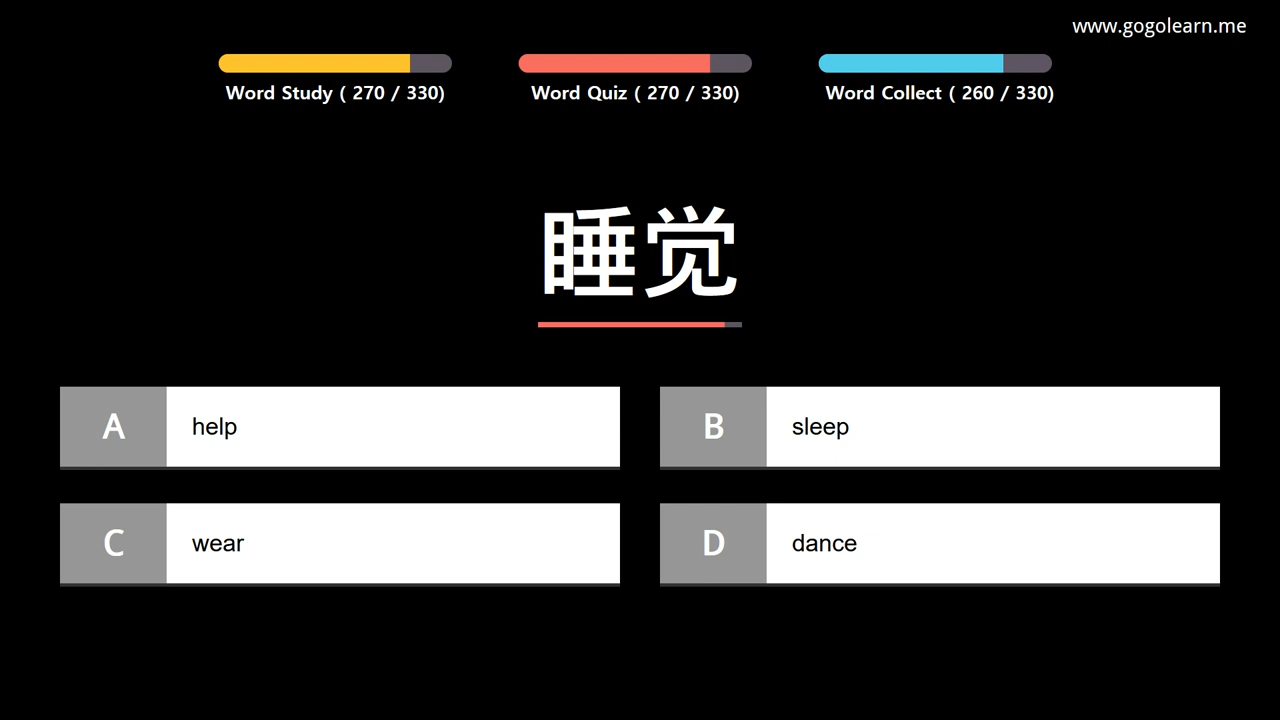 www.gogolearn.me
Word Study ( 270 / 330)
Word Quiz ( 270 / 330)
Word Collect ( 260 / 330)
睡觉
A help
B sleep
C wear
D dance